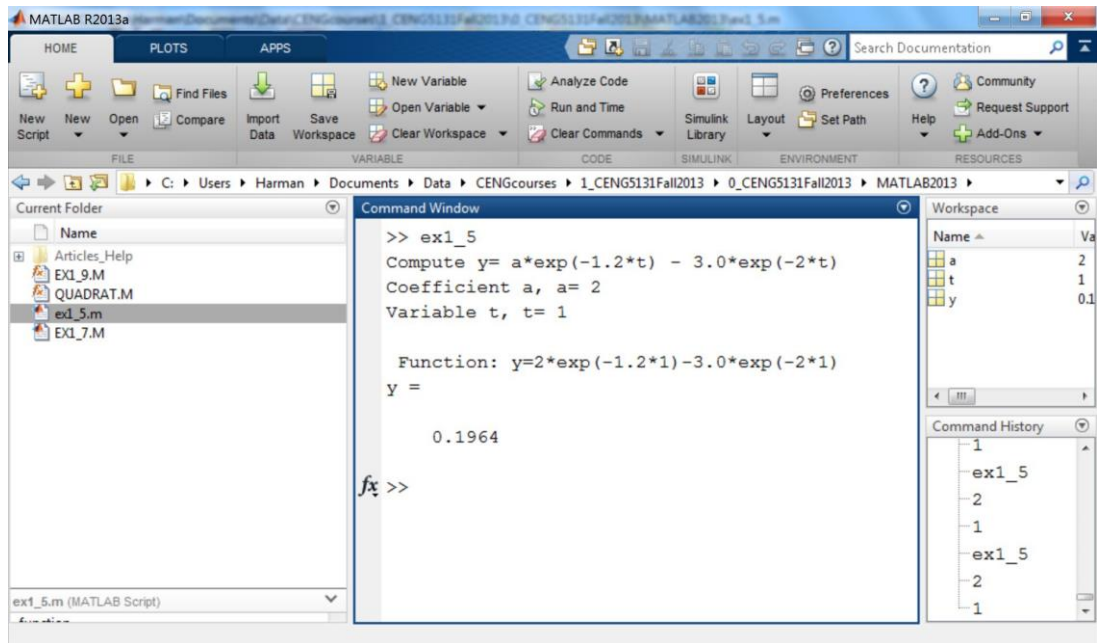 MATLAB R2013a
HOME PLOTS APPS Search Documentation
New Script
New
Open
Find Files
Compare
Import Data
Save Workspace
New Variable
Open Variable
Clear Workspace
Analyze Code
Run and Time
Clear Commands
Simulink Library
Layout
Preferences
Set Path
Help
Community
Request Support
Add-Ons
FILE VARIABLE CODE SIMULINK ENVIRONMENT RESOURCES
C: Users Harman Documents Data CENGcourses 1_CENG5131Fall2013 0_CENG5131Fall2013 MATLAB2013
Current Folder
Name
Articles_Help
EX1_9.M
QUADRAT.M
ex1_5.m
EX1_7.M
ex1_5.m (MATLAB Script)
Command Window
>> ex1_5
Compute y= a*exp(-1.2*t) - 3.0*exp(-2*t)
Coefficient a, a= 2
Variable t, t= 1
Function: y=2*exp(-1.2*1)-3.0*exp(-2*1)
y =
0.1964
fx >>
Workspace
Name Va
a 2
t 1
y 0.1
Command History
1
ex1_5
2
1
ex1_5
2
1